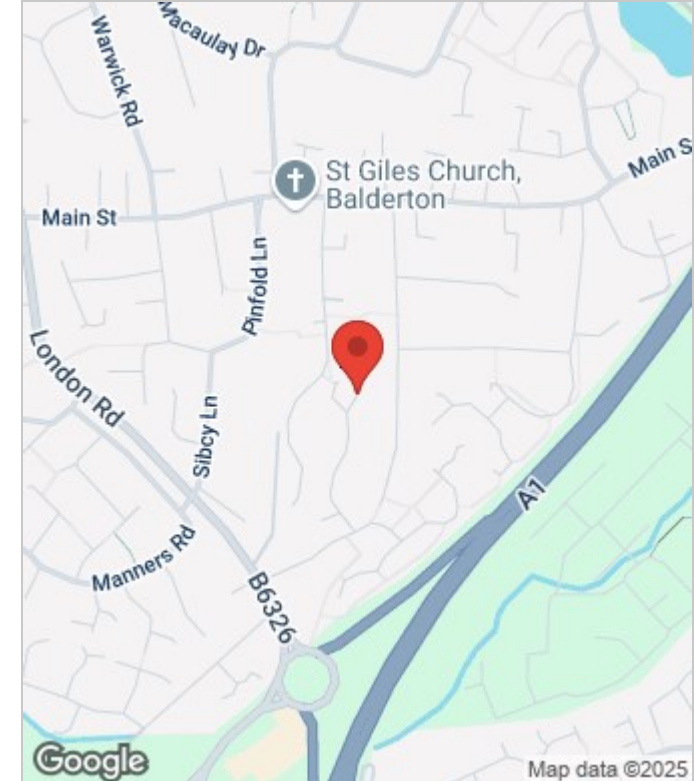 Macaulay Dr
Warwick Rd
St Giles Church,
Balderton
Main S
Main St
Pinfold Ln
London Rd
Sibcy Ln
A1
Manners Rd
B6326
Google
Map data ©2025